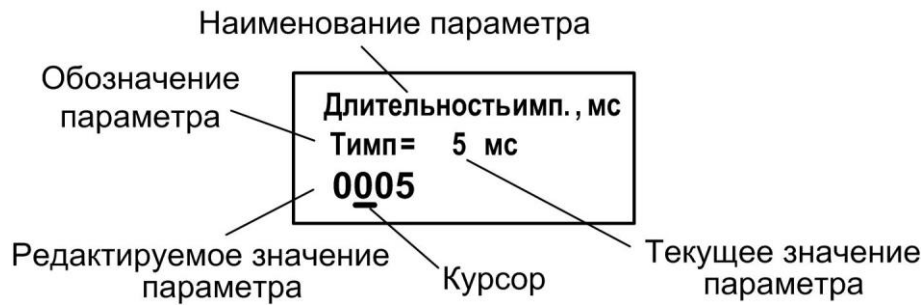 Наименование параметра
Обозначение
параметра
Длительностьимп., мс
Тимп= 5 мс
0005
Редактируемое значение
параметра
Курсор
Текущее значение
параметра